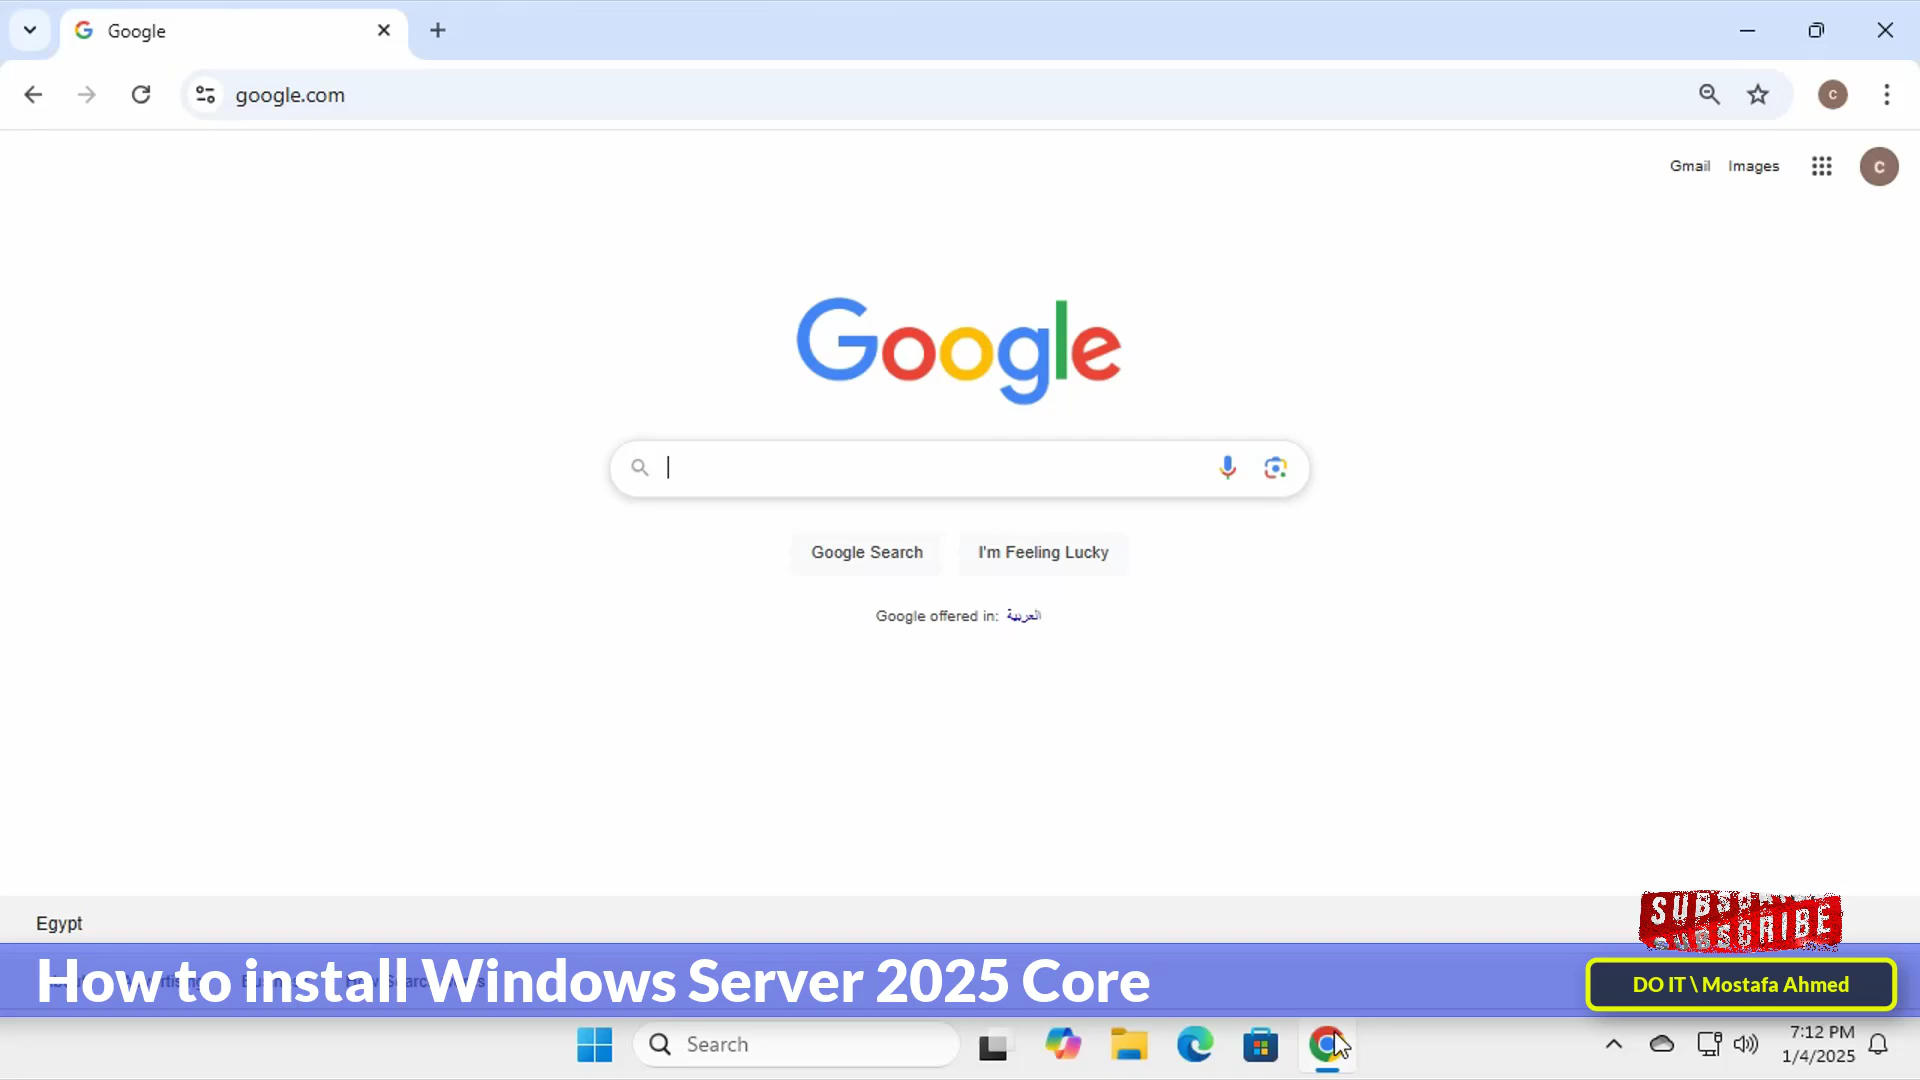 Google
google.com
C
Gmail Images
C
Google
Google Search I'm Feeling Lucky
Google offered in: العربية
Egypt
SUBSCRIBE
How to install Windows Server 2025 Core
DO IT \ Mostafa Ahmed
Search
7:12 PM
1/4/2025